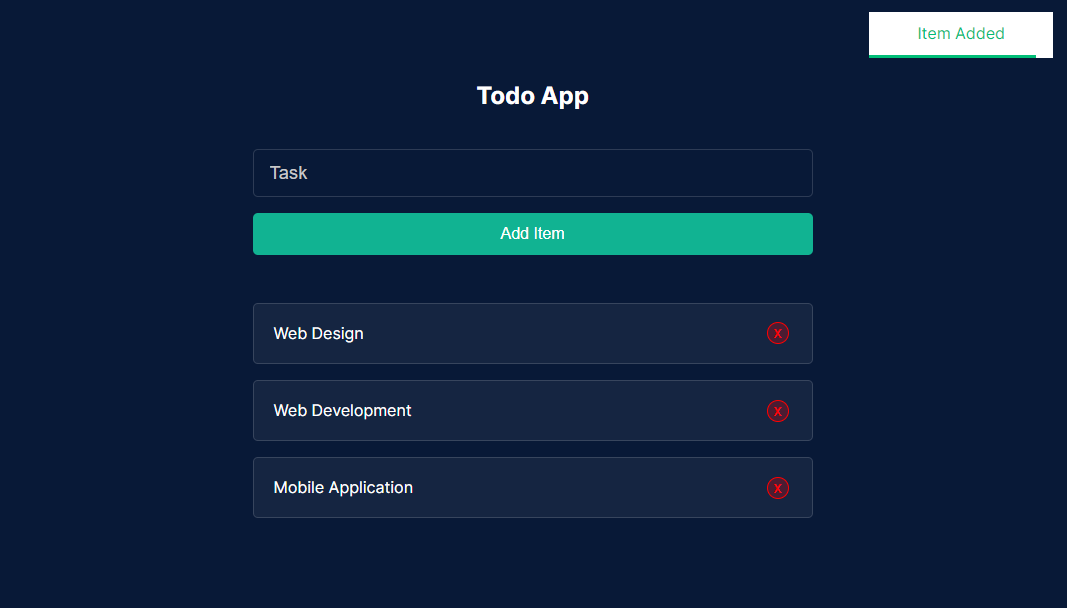 Item Added
Todo App
Task
Add Item
Web Design
X
Web Development
X
Mobile Application
X